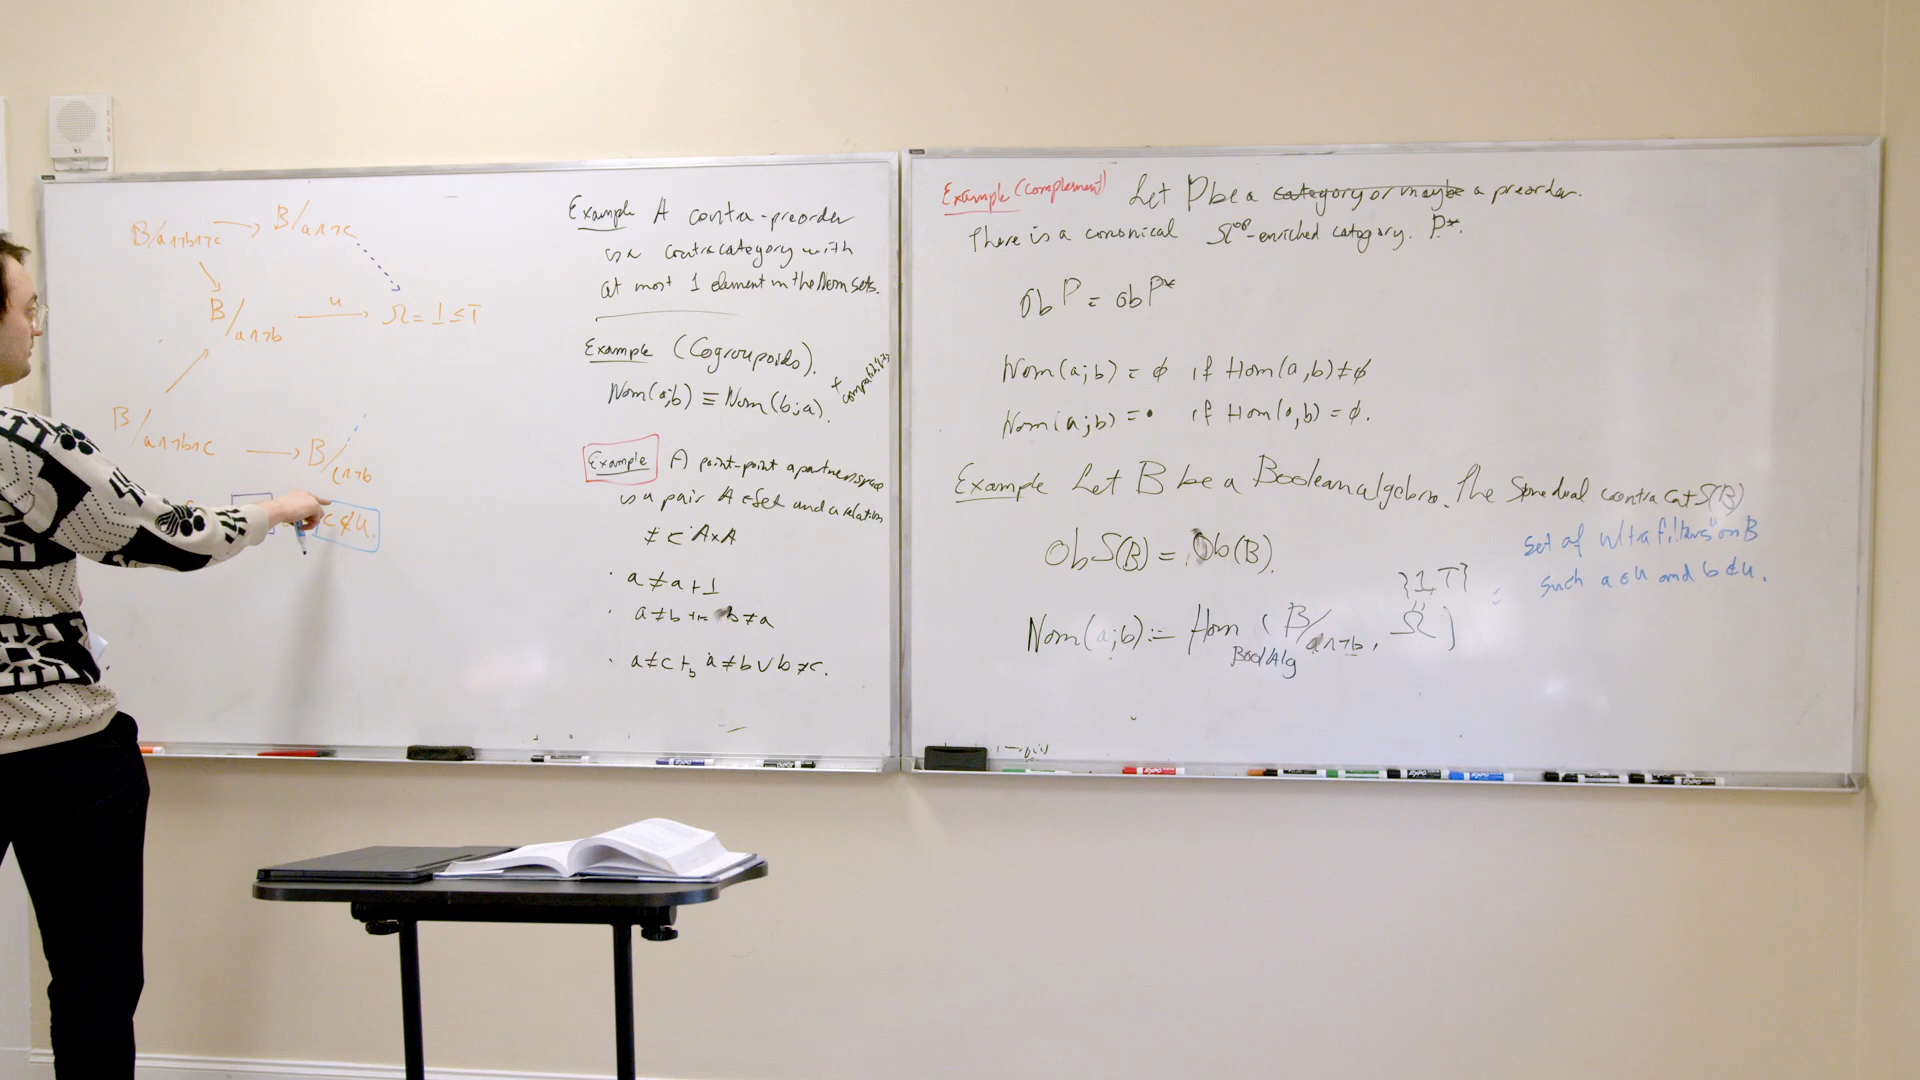 B/a∧¬b∧¬c → B/a∧¬c
B/a∧¬b u → Ω = ⊥ ≤ T
B/a∧¬b∧c → B/c∧¬b
c ∉ u.
Example A contra-preorder
is a contracategory with
at most 1 element in the Nom sets.
Example (Cogroupoids).
Nom(a;b) ≡ Nom(b;a). + compatibility
Example A point-point apartness space
is a pair A a set and a relation
≠ ⊂ A×A
· a ≠ a ⊢ ⊥
· a ≠ b ⊢ b ≠ a
· a ≠ c ⊢ a ≠ b ∨ b ≠ c.
Example (complement) Let P be a category or maybe a preorder.
There is a canonical Ω^op-enriched category. P*.
Ob P = Ob P*
Nom(a;b) = ∅ if Hom(a,b) ≠ ∅
Nom(a;b) = • if Hom(a,b) = ∅.
Example Let B be a Boolean algebra. The Stone dual contra cat S(B)
Ob S(B) = Ob(B).
Set of ultrafilters u on B
such a ∈ u and b ∉ u.
{⊥,T}
Nom(a;b) := Hom ( B/a∧¬b, Ω )
BoolAlg
EXPO